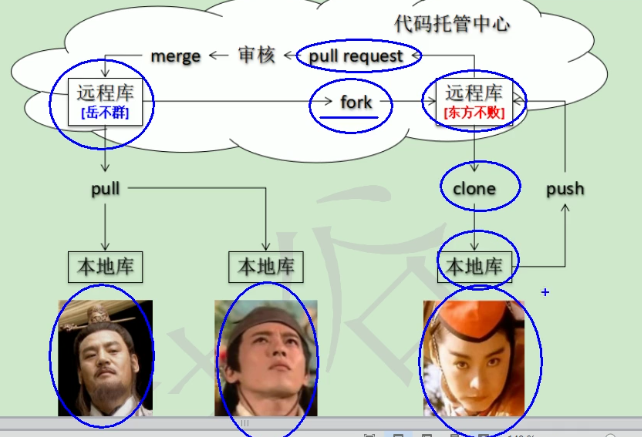 代码托管中心
merge
审核
pull request
远程库
[岳不群]
fork
远程库
[东方不败]
pull
clone
push
本地库
本地库
本地库